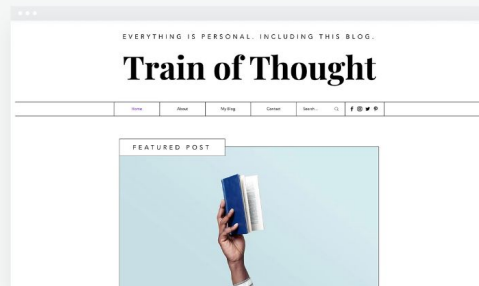 EVERYTHING IS PERSONAL. INCLUDING THIS BLOG.
Train of Thought
Home About My Blog Contact Search...
FEATURED POST